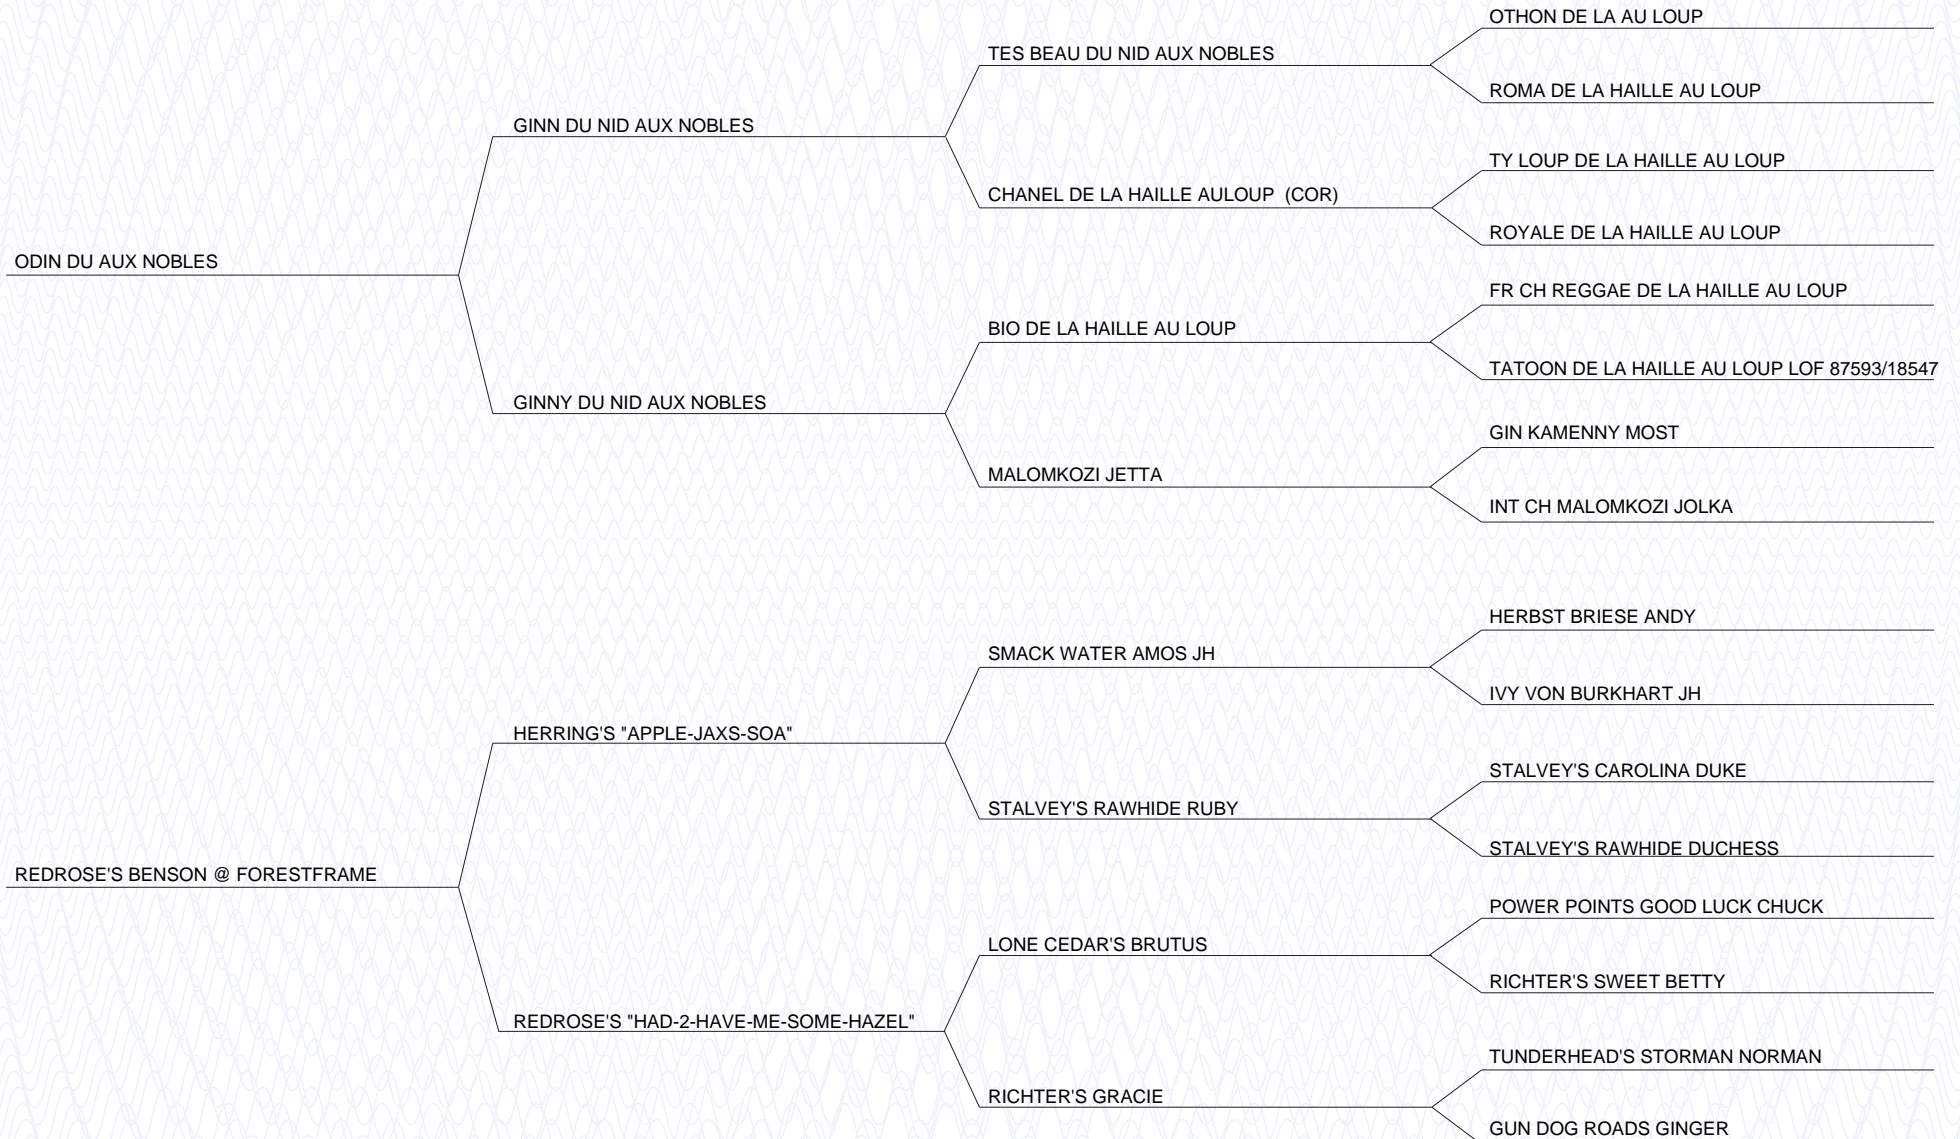 ODIN DU AUX NOBLES
GINN DU NID AUX NOBLES
TES BEAU DU NID AUX NOBLES
OTHON DE LA AU LOUP
ROMA DE LA HAILLE AU LOUP
CHANEL DE LA HAILLE AULOUP  (COR)
TY LOUP DE LA HAILLE AU LOUP
ROYALE DE LA HAILLE AU LOUP
GINNY DU NID AUX NOBLES
BIO DE LA HAILLE AU LOUP
FR CH REGGAE DE LA HAILLE AU LOUP
TATOON DE LA HAILLE AU LOUP LOF 87593/18547
MALOMKOZI JETTA
GIN KAMENNY MOST
INT CH MALOMKOZI JOLKA
REDROSE'S BENSON @ FORESTFRAME
HERRING'S "APPLE-JAXS-SOA"
SMACK WATER AMOS JH
HERBST BRIESE ANDY
IVY VON BURKHART JH
STALVEY'S RAWHIDE RUBY
STALVEY'S CAROLINA DUKE
STALVEY'S RAWHIDE DUCHESS
REDROSE'S "HAD-2-HAVE-ME-SOME-HAZEL"
LONE CEDAR'S BRUTUS
POWER POINTS GOOD LUCK CHUCK
RICHTER'S SWEET BETTY
RICHTER'S GRACIE
TUNDERHEAD'S STORMAN NORMAN
GUN DOG ROADS GINGER